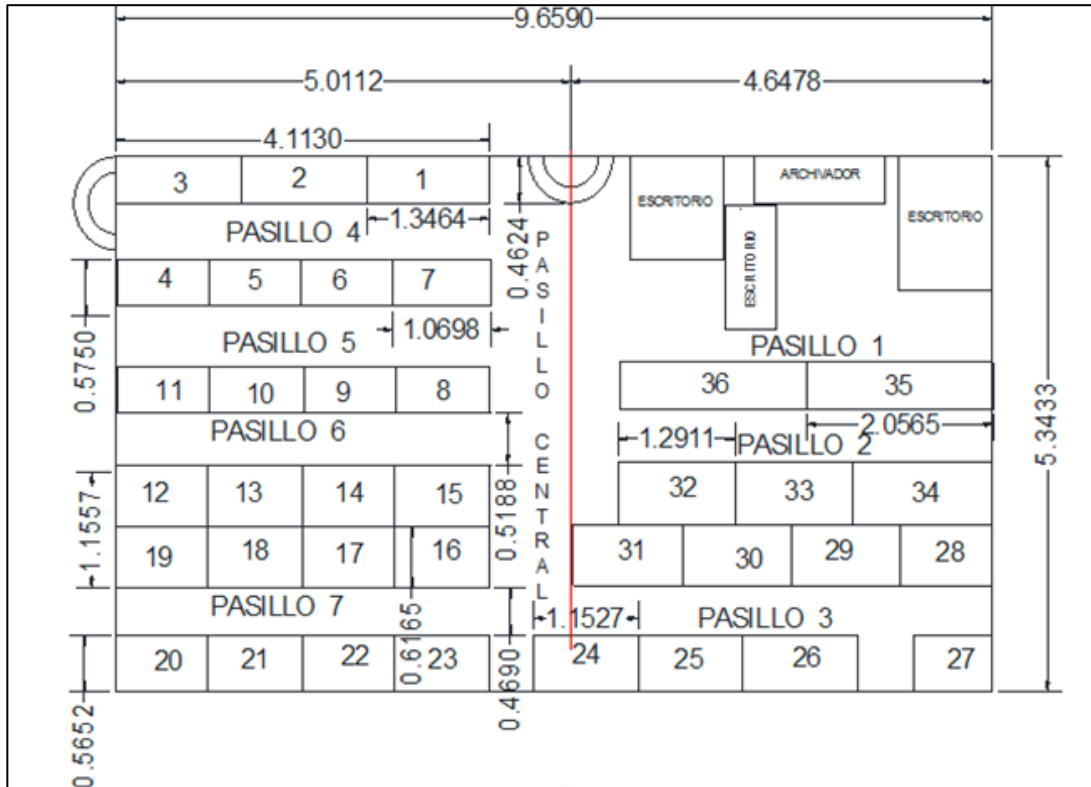 9.6590
5.0112 4.6478
4.1130
3 2 1
ESCRITORIO ARCHIVADOR ESCRITORIO
1.3464
PASILLO 4
0.4624
ESCRITORIO
PASILLO CENTRAL
4 5 6 7
1.0698
0.5750
PASILLO 5
PASILLO 1
36 35
11 10 9 8
2.0565
1.2911
PASILLO 6
PASILLO 2
5.3433
12 13 14 15
32 33 34
1.1557
0.5188
19 18 17 16
31 30 29 28
PASILLO 7
0.6165
1.1527
PASILLO 3
20 21 22 23
24 25 26 27
0.4690
0.5652